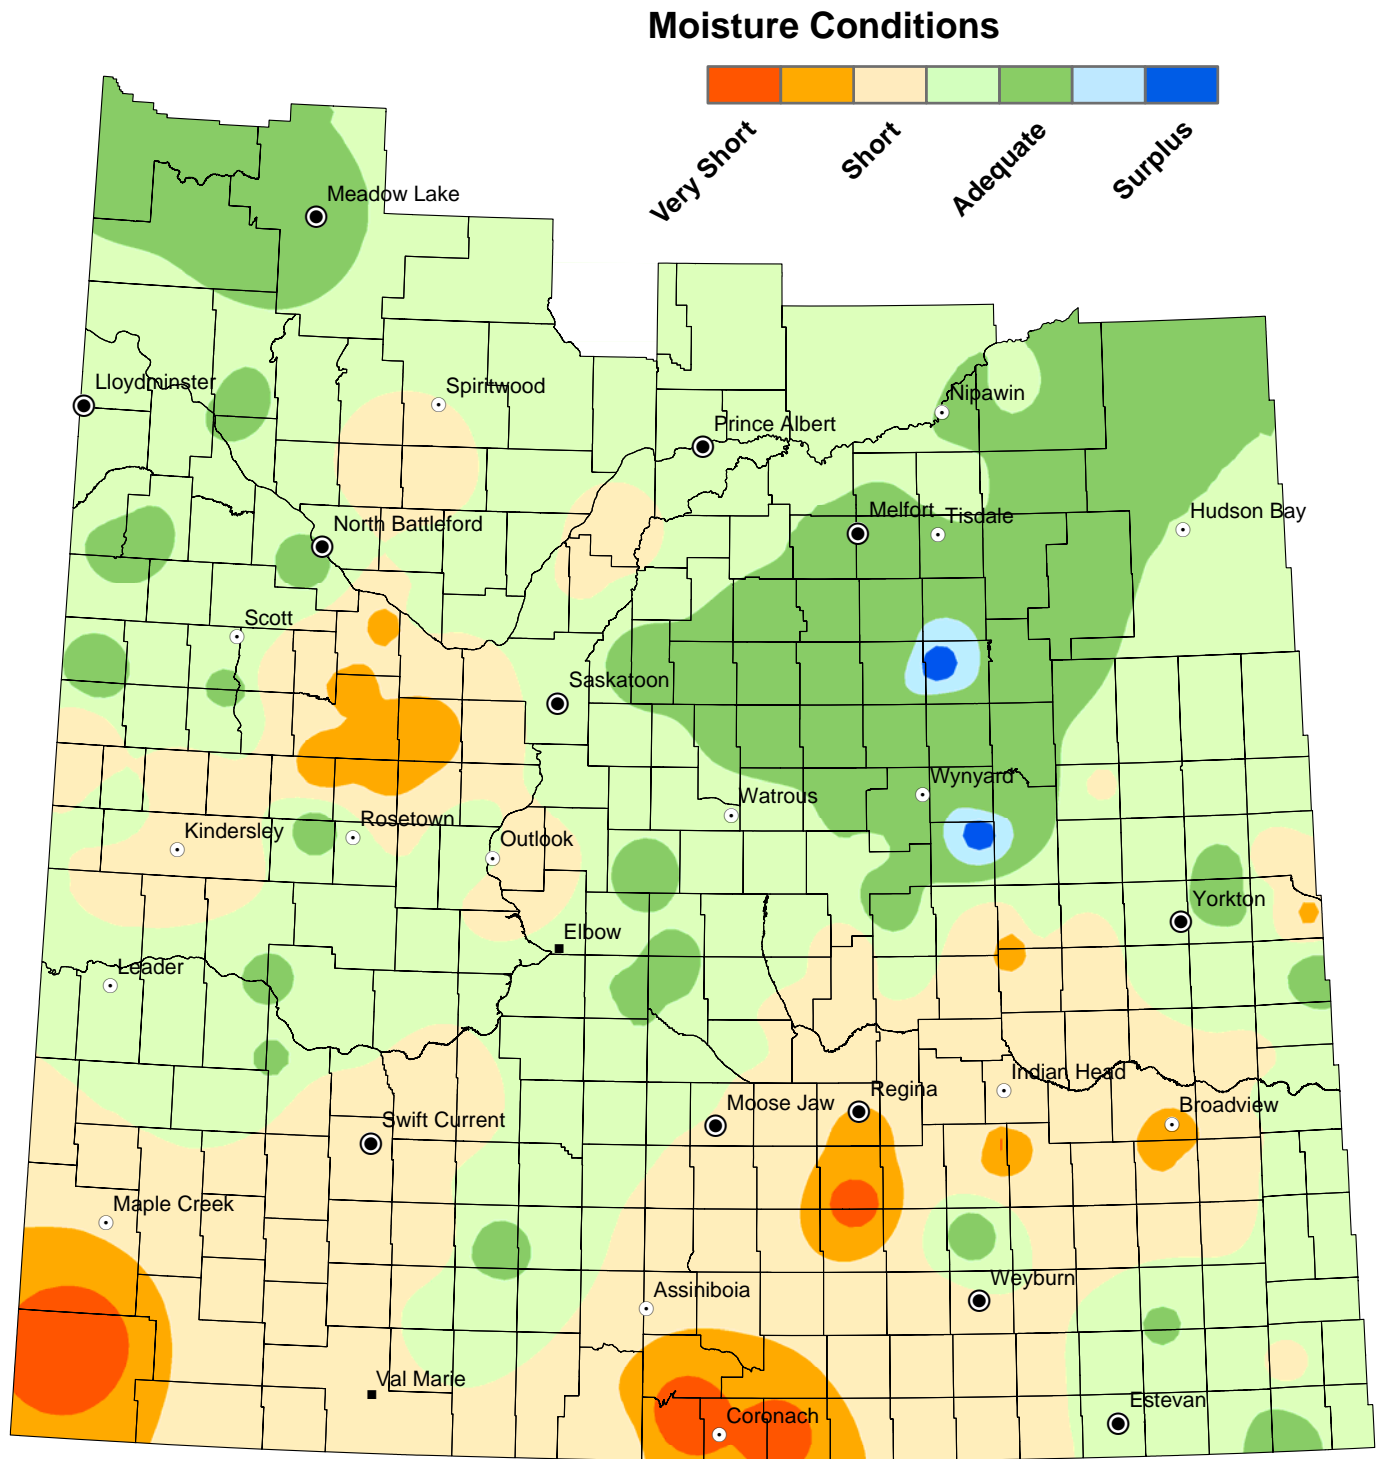 Moisture Conditions
Very Short
Short
Adequate
Surplus
Meadow Lake
Lloydminster
Spiritwood
Nipawin
Prince Albert
North Battleford
Melfort
Tisdale
Hudson Bay
Scott
Saskatoon
Wynyard
Watrous
Kindersley
Rosetown
Outlook
Yorkton
Elbow
Leader
Indian Head
Regina
Moose Jaw
Broadview
Swift Current
Maple Creek
Weyburn
Assiniboia
Val Marie
Estevan
Coronach